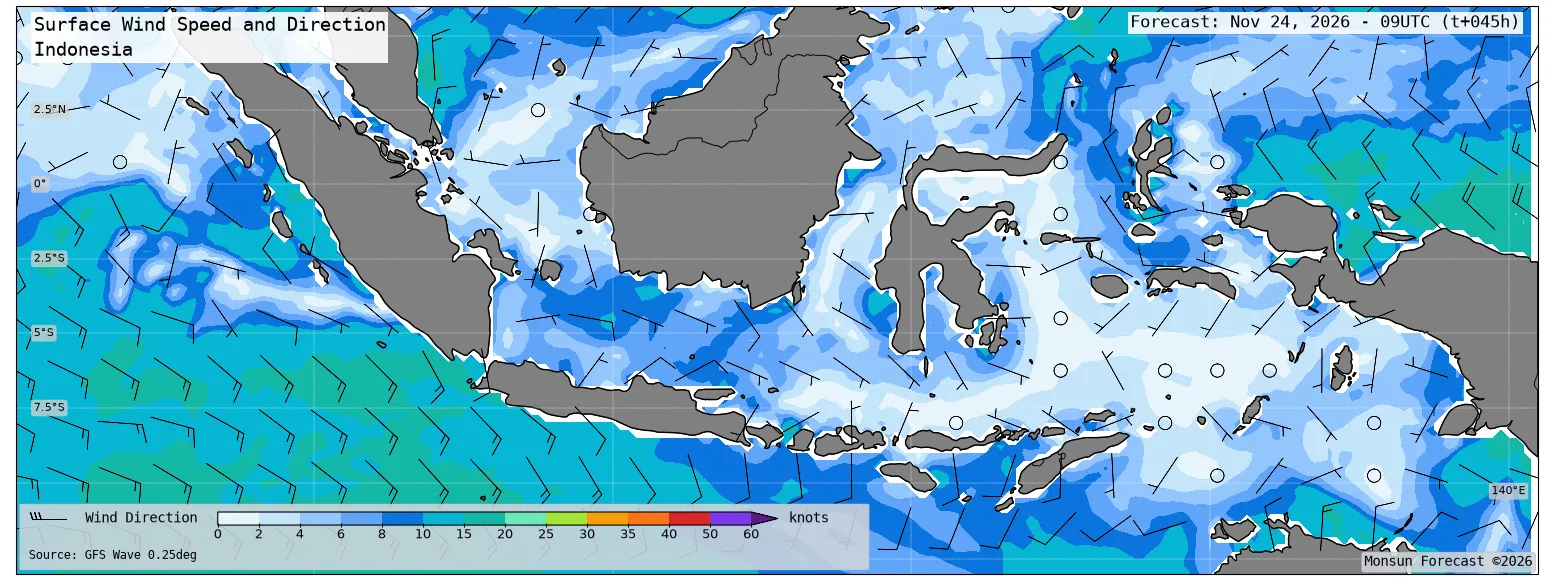 Surface Wind Speed and Direction
Indonesia
Forecast: Nov 24, 2026 - 09UTC (t+045h)
2.5°N
0°
2.5°S
5°S
7.5°S
140°E
Wind Direction
0 2 4 6 8 10 15 20 25 30 35 40 50 60 knots
Source: GFS Wave 0.25deg
Monsun Forecast ©2026